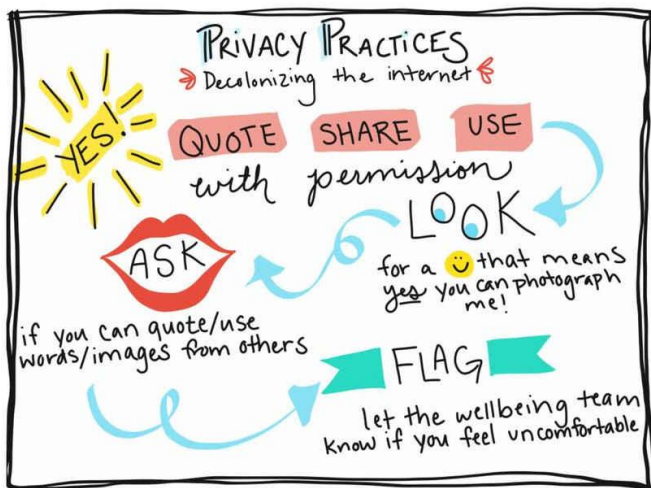 PRIVACY PRACTICES
Decolonizing the internet
YES!
QUOTE SHARE USE
with permission
LOOK
for a 🙂 that means
yes you can photograph
me!
ASK
if you can quote/use
words/images from others
FLAG
let the wellbeing team
know if you feel uncomfortable